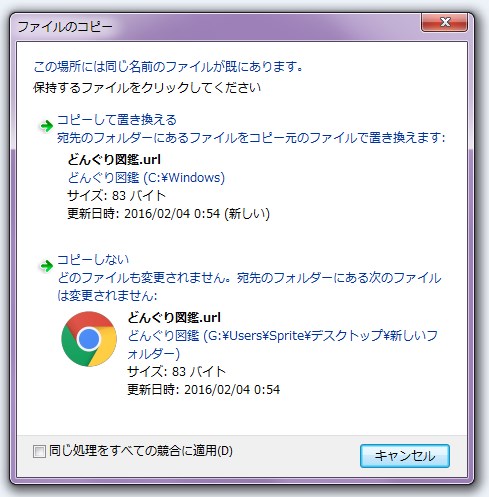 ファイルのコピー
この場所には同じ名前のファイルが既にあります。
保持するファイルをクリックしてください
コピーして置き換える
宛先のフォルダーにあるファイルをコピー元のファイルで置き換えます:
どんぐり図鑑.url
どんぐり図鑑 (C:¥Windows)
サイズ: 83 バイト
更新日時: 2016/02/04 0:54 (新しい)
コピーしない
どのファイルも変更されません。宛先のフォルダーにある次のファイル
は変更されません:
どんぐり図鑑.url
どんぐり図鑑 (G:¥Users¥Sprite¥デスクトップ¥新しいフ
ォルダー)
サイズ: 83 バイト
更新日時: 2016/02/04 0:54
同じ処理をすべての競合に適用(D)
キャンセル